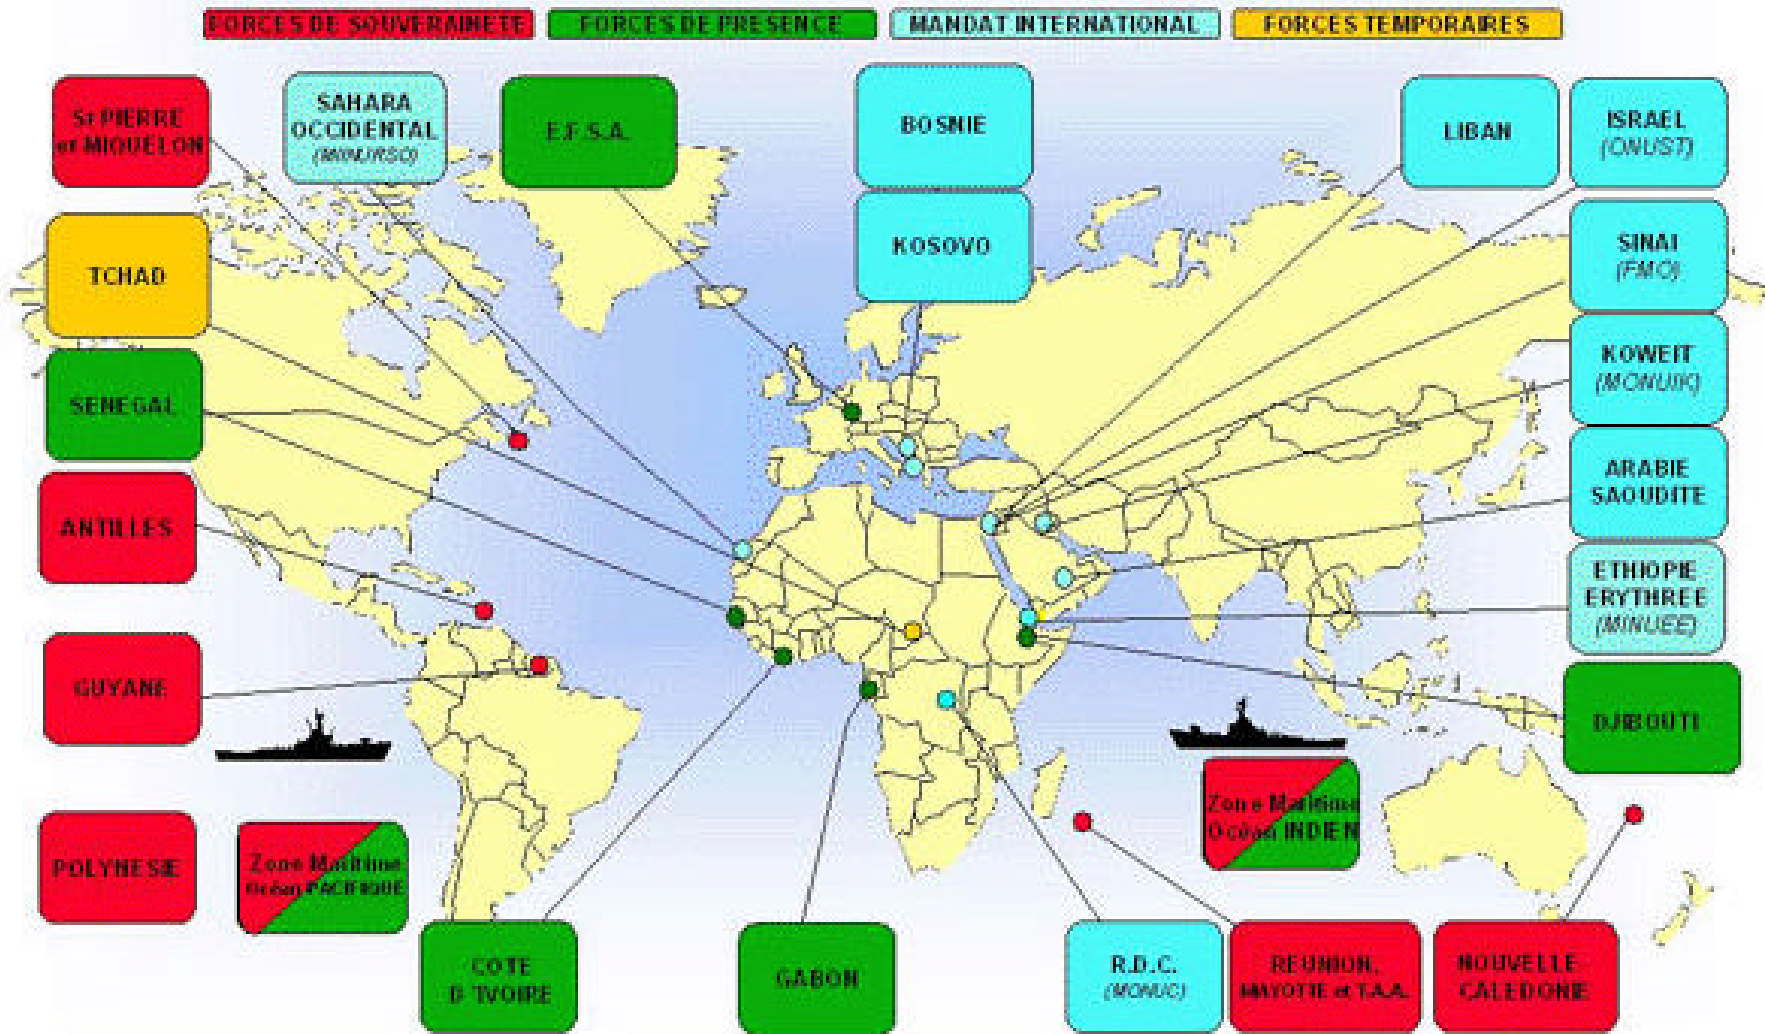 FORCES DE SOUVERAINETE
FORCES DE PRESENCE
MANDAT INTERNATIONAL
FORCES TEMPORAIRES
St PIERRE
et MIQUELON
SAHARA
OCCIDENTAL
(MINURSO)
E.F.S.A.
BOSNIE
KOSOVO
LIBAN
ISRAEL
(ONUST)
SINAI
(FMO)
TCHAD
KOWEIT
(MONUIK)
SENEGAL
ARABIE
SAOUDITE
ANTILLES
ETHIOPIE
ERYTHREE
(MINUEE)
GUYANE
DJIBOUTI
Zone Maritime
Océan INDIEN
POLYNESIE
Zone Maritime
Océan PACIFIQUE
COTE
D 'IVOIRE
GABON
R.D.C.
(MONUC)
REUNION,
MAYOTTE et T.A.A.
NOUVELLE
CALEDONIE